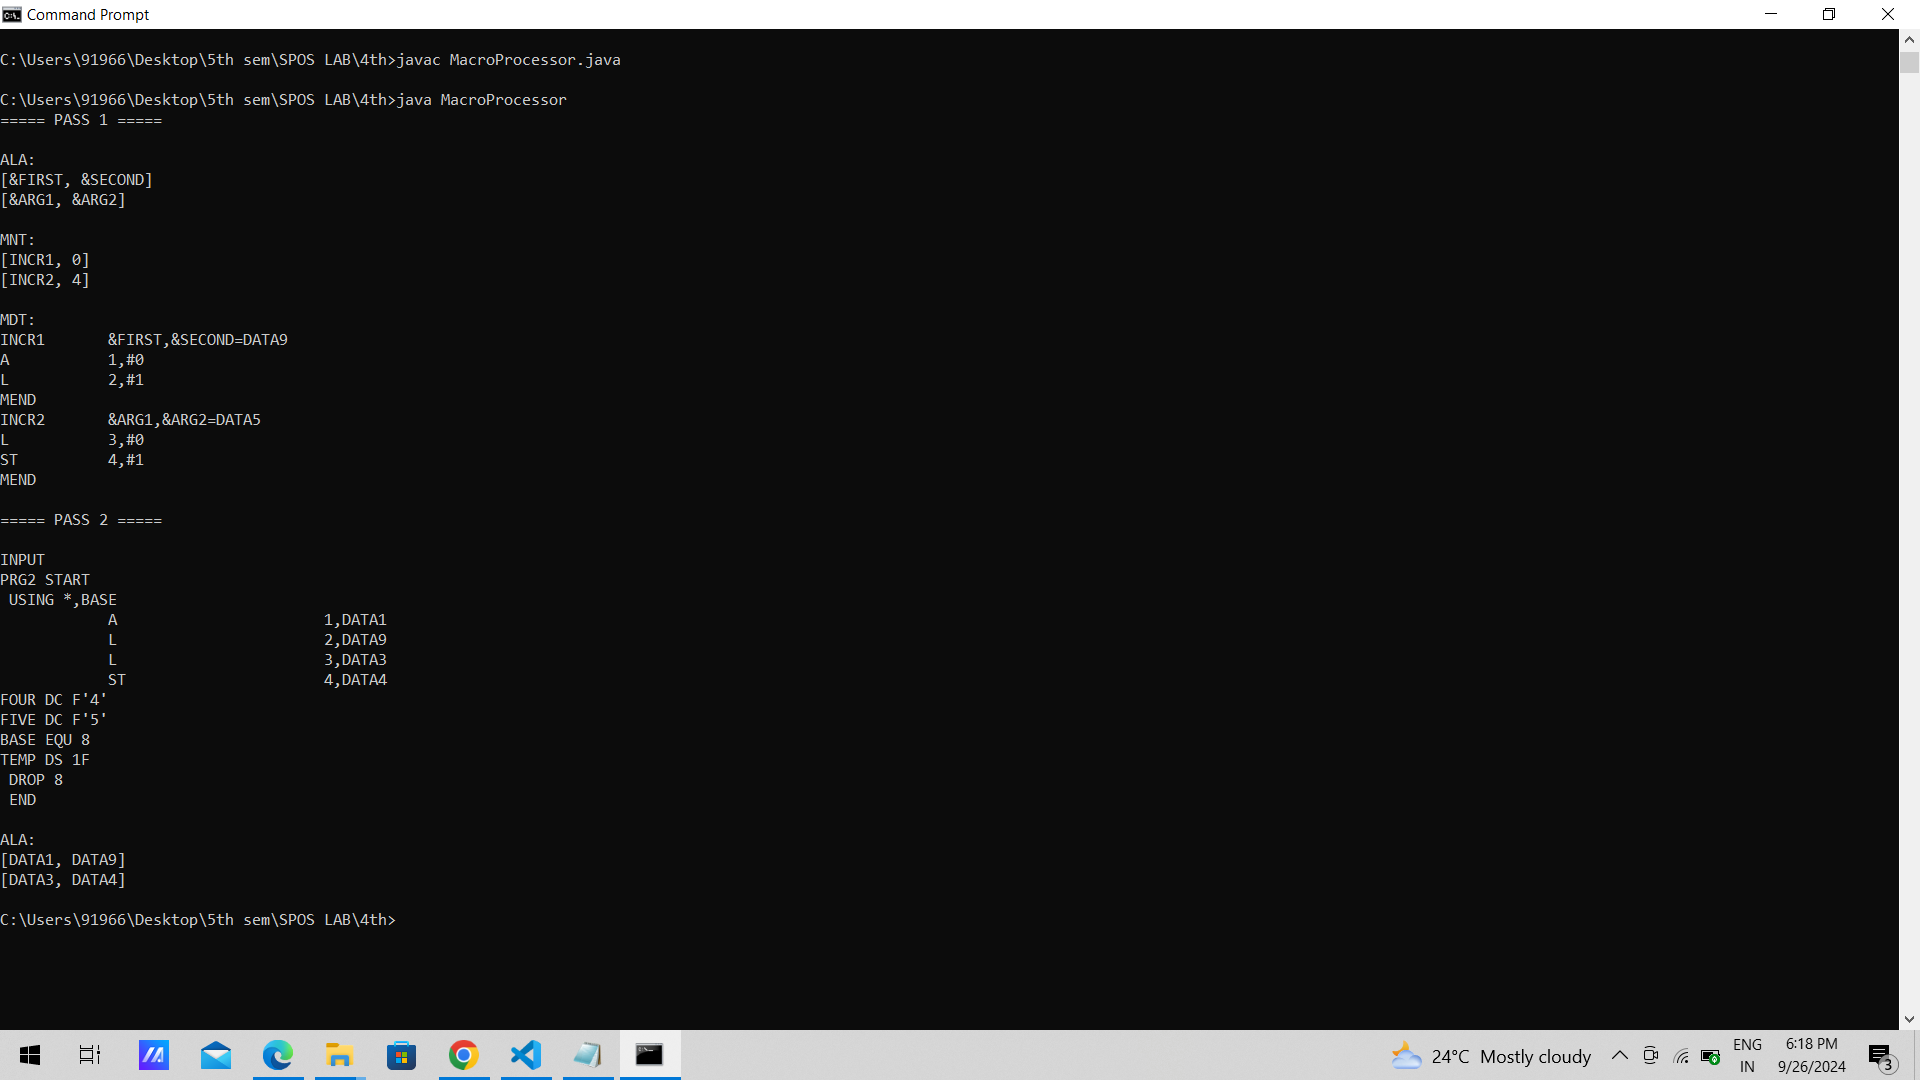 Command Prompt
C:\Users\91966\Desktop\5th sem\SPOS LAB\4th>javac MacroProcessor.java
C:\Users\91966\Desktop\5th sem\SPOS LAB\4th>java MacroProcessor
===== PASS 1 =====
ALA:
[&FIRST, &SECOND]
[&ARG1, &ARG2]
MNT:
[INCR1, 0]
[INCR2, 4]
MDT:
INCR1       &FIRST,&SECOND=DATA9
A           1,#0
L           2,#1
MEND
INCR2       &ARG1,&ARG2=DATA5
L           3,#0
ST          4,#1
MEND
===== PASS 2 =====
INPUT
PRG2 START
 USING *,BASE
            A                       1,DATA1
            L                       2,DATA9
            L                       3,DATA3
            ST                      4,DATA4
FOUR DC F'4'
FIVE DC F'5'
BASE EQU 8
TEMP DS 1F
 DROP 8
 END
ALA:
[DATA1, DATA9]
[DATA3, DATA4]
C:\Users\91966\Desktop\5th sem\SPOS LAB\4th>
24°C Mostly cloudy
ENG
IN
6:18 PM
9/26/2024
3